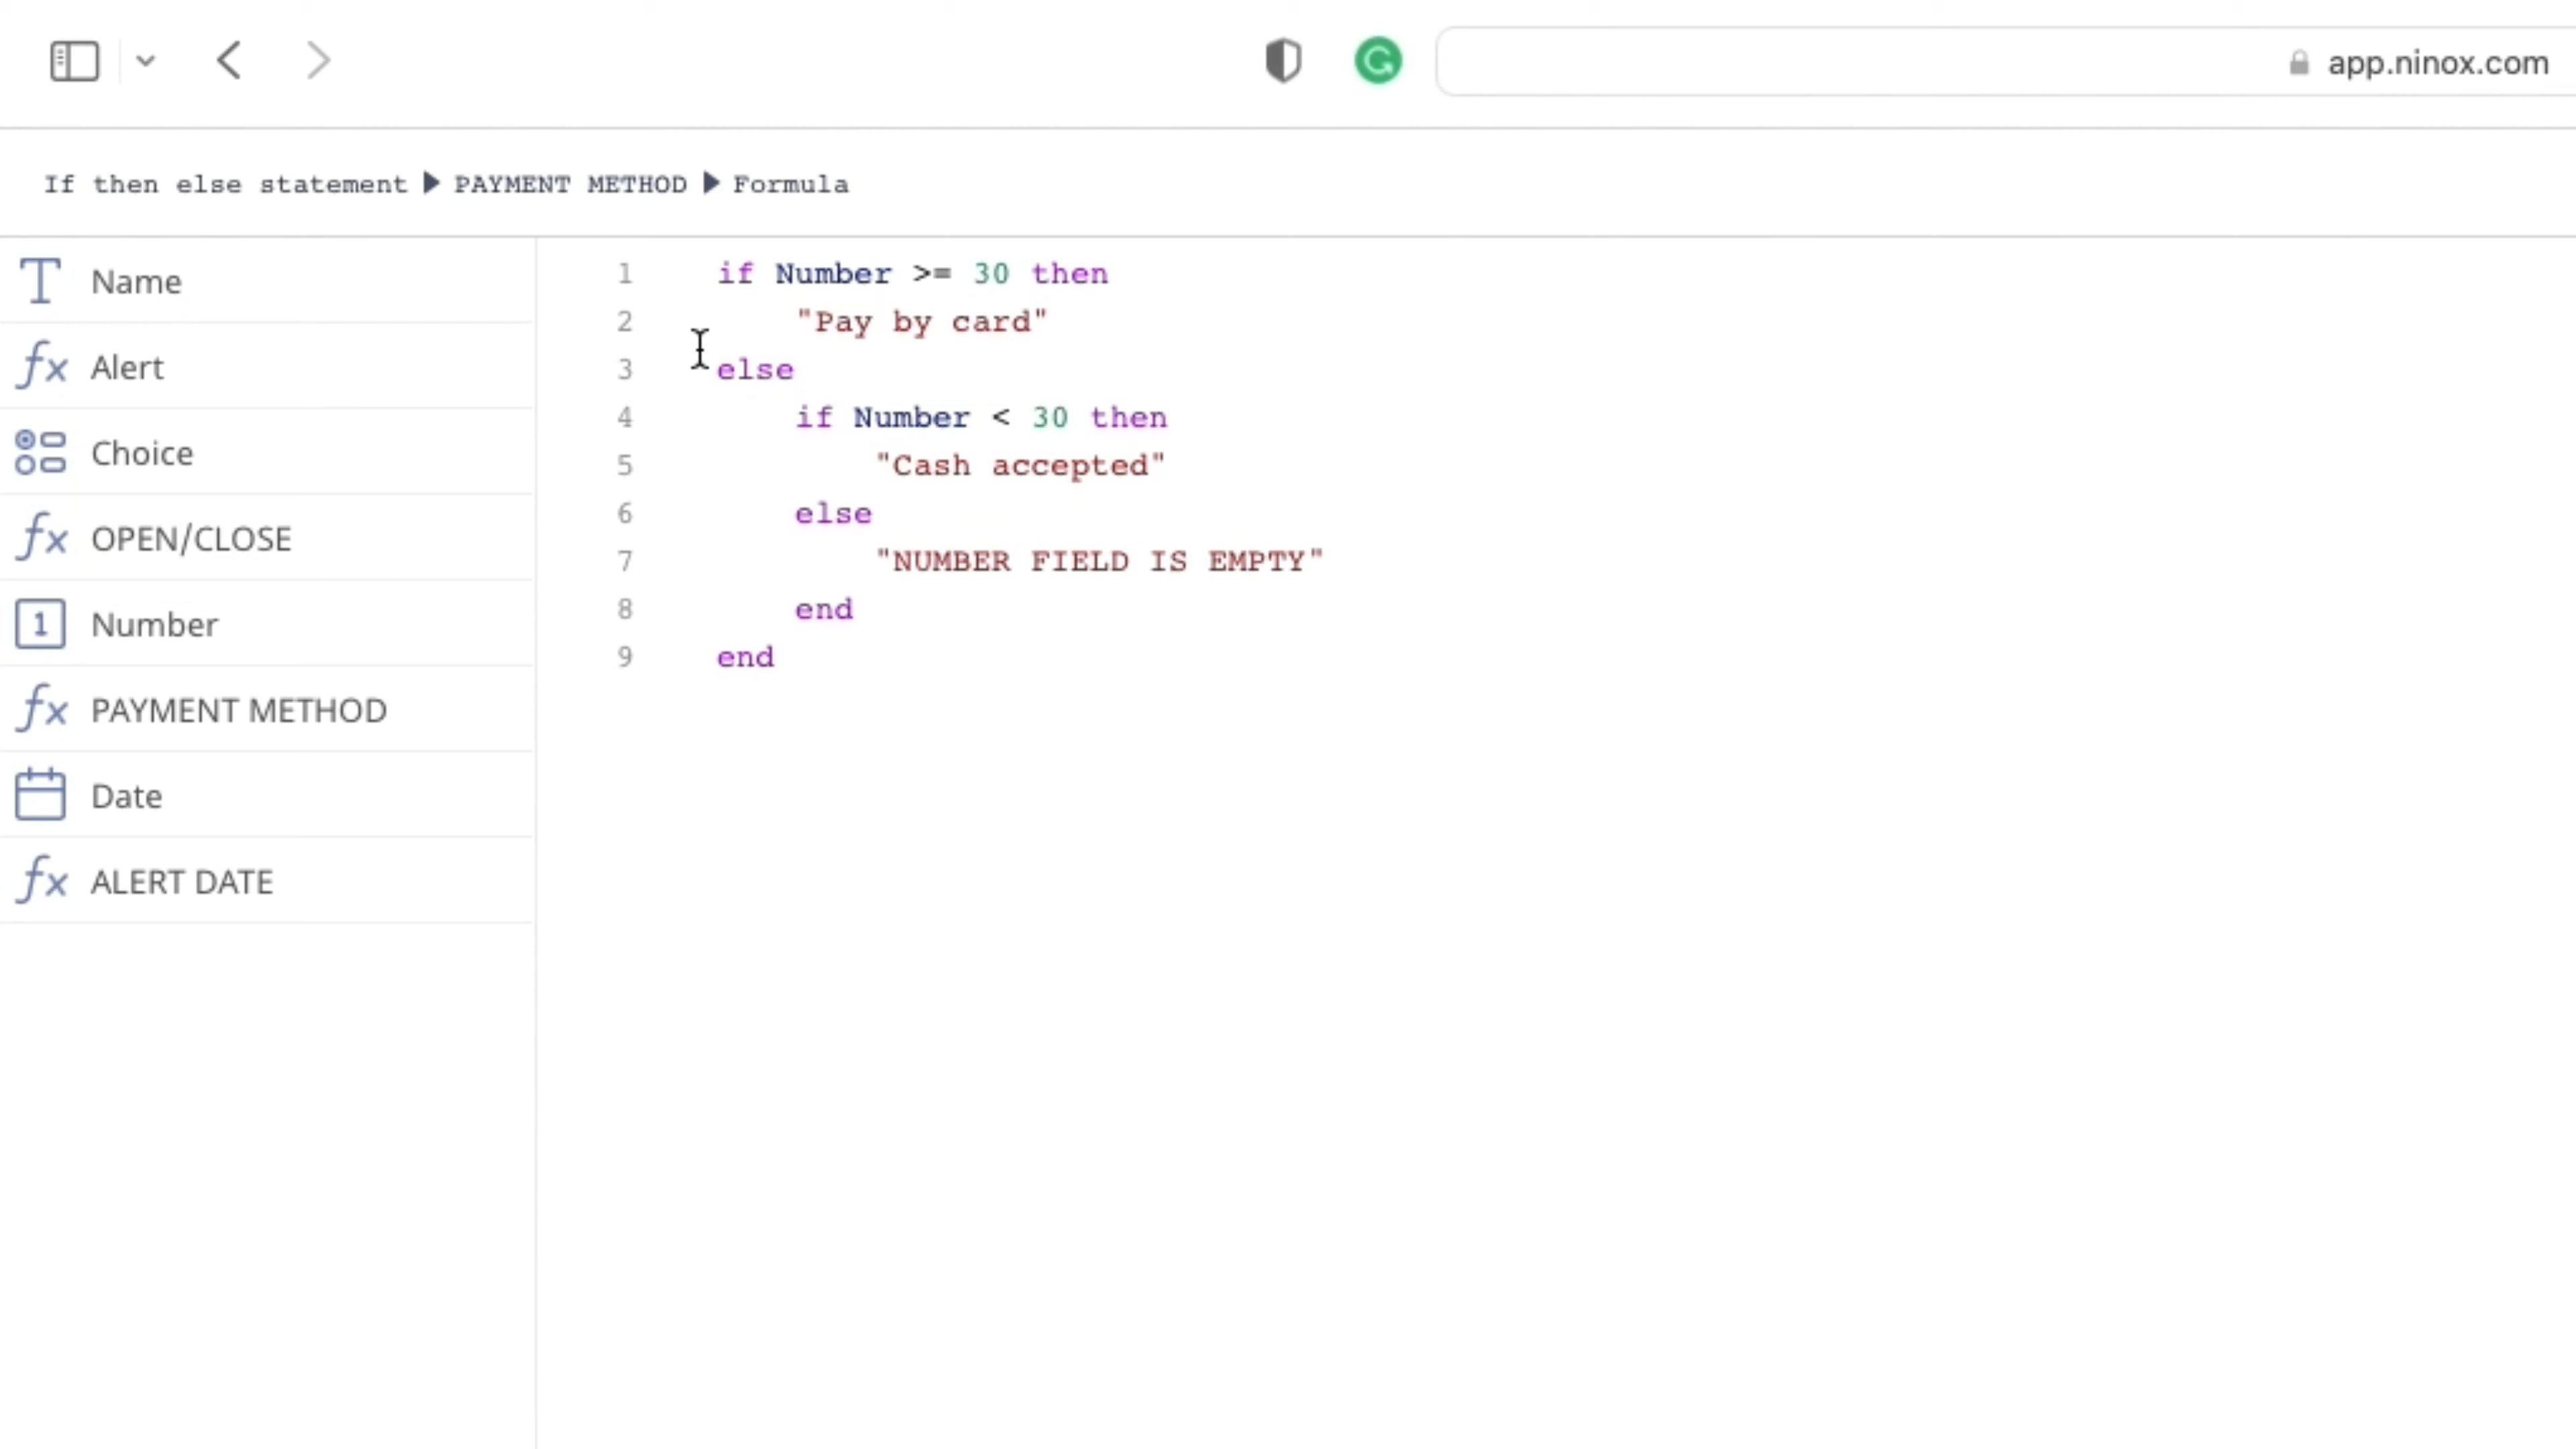 app.ninox.com
If then else statement ▶ PAYMENT METHOD ▶ Formula
Name
Alert
Choice
OPEN/CLOSE
Number
PAYMENT METHOD
Date
ALERT DATE
1 if Number >= 30 then
2 "Pay by card"
3 else
4 if Number < 30 then
5 "Cash accepted"
6 else
7 "NUMBER FIELD IS EMPTY"
8 end
9 end